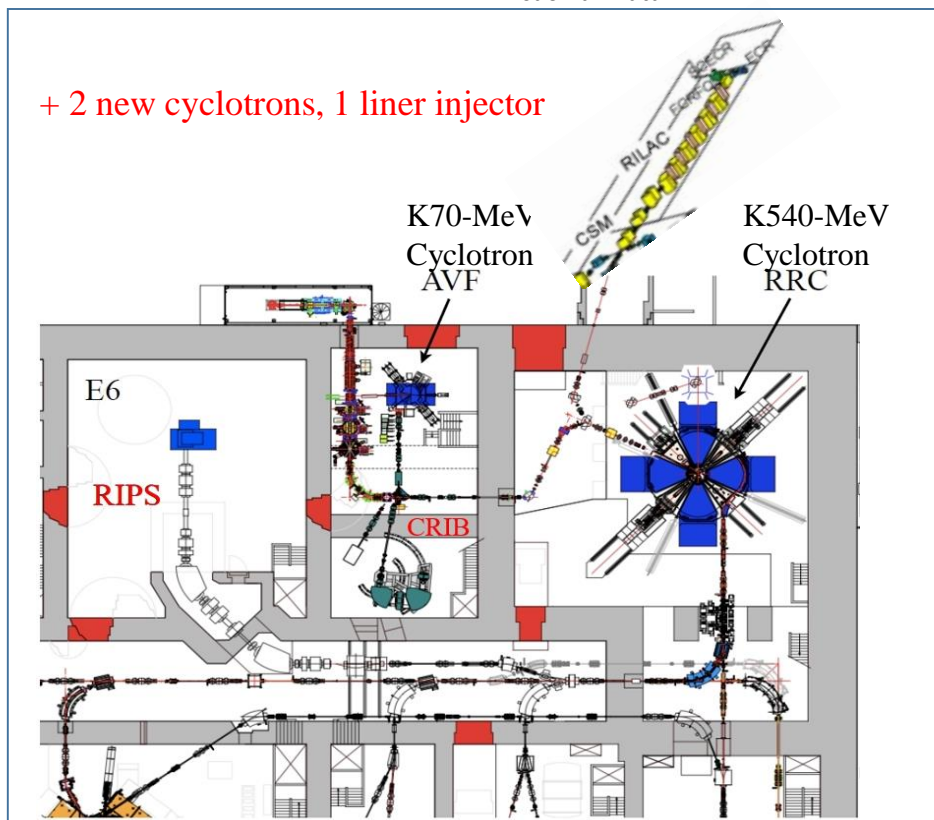 + 2 new cyclotrons, 1 liner injector
ECR
RILAC
CSM
K70-MeV
Cyclotron
AVF
K540-MeV
Cyclotron
RRC
E6
RIPS
CRIB